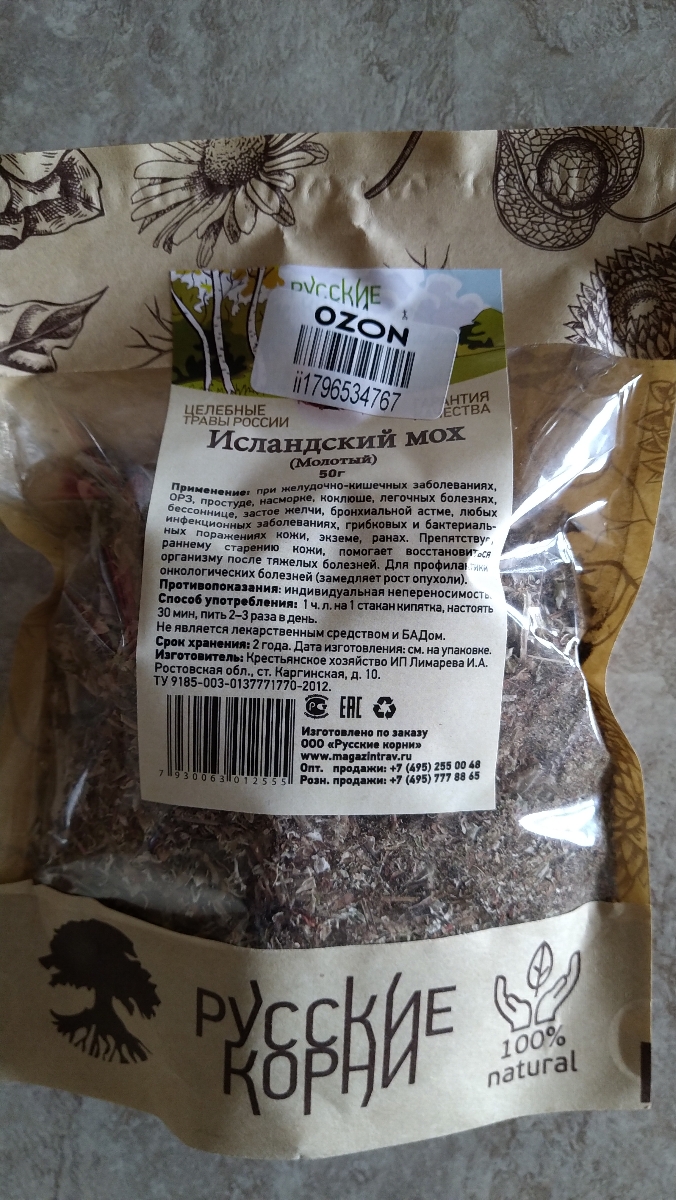 РУССКИЕ
OZON
ii1796534767
ЦЕЛЕБНЫЕ
ТРАВЫ РОССИИ
Исландский мох
(Молотый)
50г
Применение: при желудочно-кишечных заболеваниях,
ОРЗ, простуде, насморке, коклюше, легочных болезнях,
бессоннице, застое желчи, бронхиальной астме, любых
инфекционных заболеваниях, грибковых и бактериаль-
ных поражениях кожи, экземе, ранах. Препятствует
раннему старению кожи, помогает восстановиться
организму после тяжелых болезней. Для профилактики
онкологических болезней (замедляет рост опухоли).
Противопоказания: индивидуальная непереносимость.
Способ употребления: 1 ч. л. на 1 стакан кипятка, настоять
30 мин, пить 2–3 раза в день.
Не является лекарственным средством и БАДом.
Срок хранения: 2 года. Дата изготовления: см. на упаковке.
Изготовитель: Крестьянское хозяйство ИП Лимарева И.А.
Ростовская обл., ст. Каргинская, д. 10.
ТУ 9185-003-0137771770-2012.
РС ЕАС
Изготовлено по заказу
ООО «Русские корни»
www.magazintrav.ru
Опт. продажи: +7 (495) 255 00 48
Розн. продажи: +7 (495) 777 88 65
7 930063 012555
РУССКИЕ
КОРНИ
100%
natural